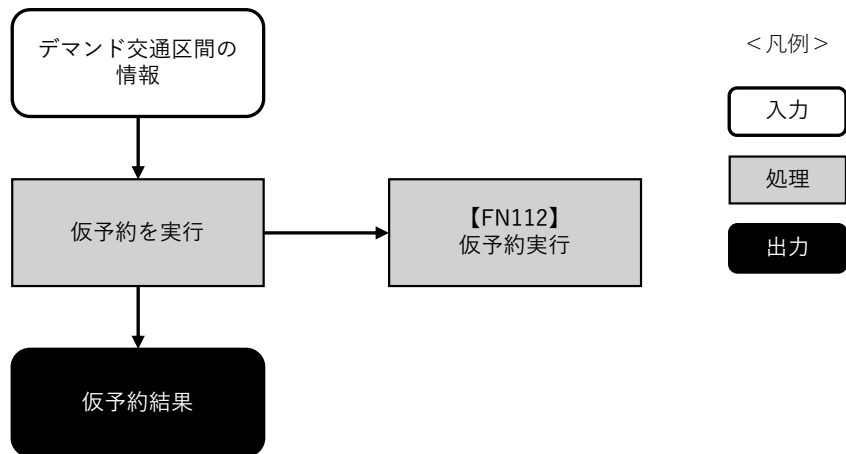 デマンド交通区間の
情報
仮予約を実行
【FN112】
仮予約実行
仮予約結果
＜凡例＞
入力
処理
出力